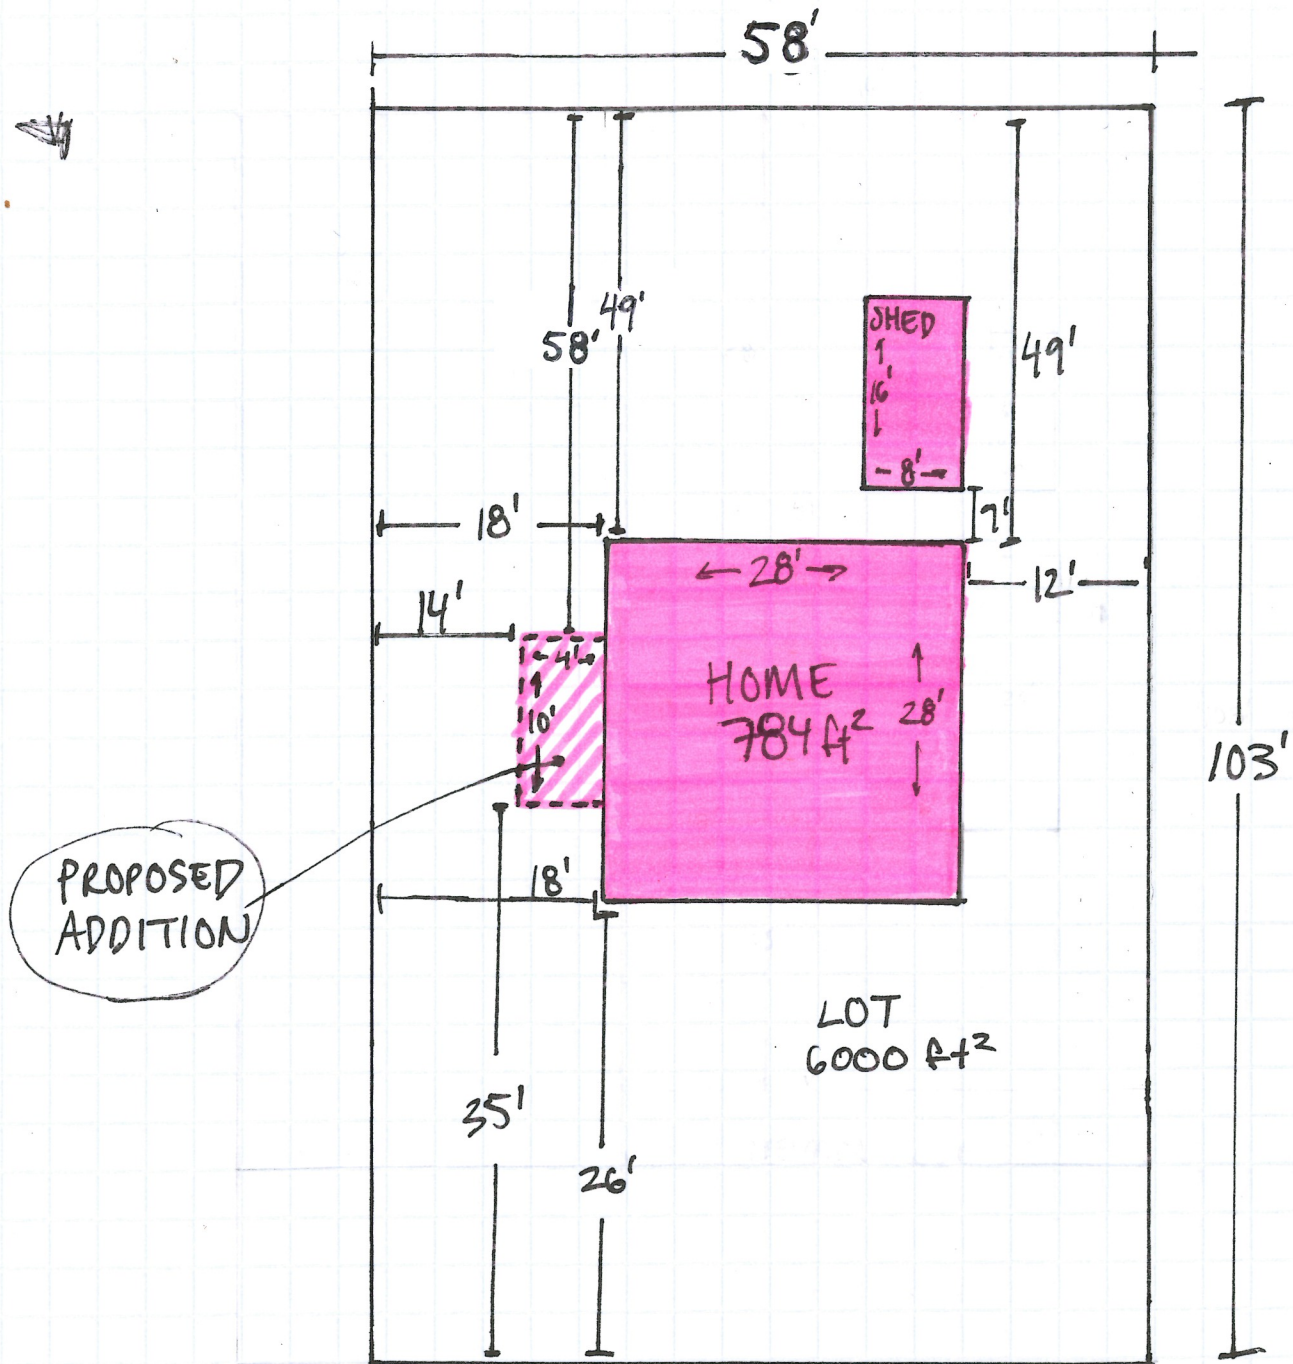 58'
49'
58'
SHED
16'
8'
49'
7'
18'
28'
12'
14'
4'
10'
HOME
784 ft²
28'
103'
PROPOSED
ADDITION
18'
LOT
6000 ft²
35'
26'